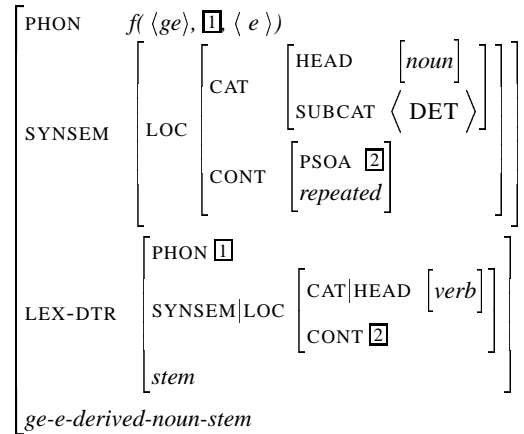 PHON f( ⟨ge⟩, 1, ⟨ e ⟩)
SYNSEM LOC CAT HEAD [noun]
SUBCAT ⟨ DET ⟩
CONT PSOA 2
repeated
LEX-DTR PHON 1
SYNSEM|LOC CAT|HEAD [verb]
CONT 2
stem
ge-e-derived-noun-stem